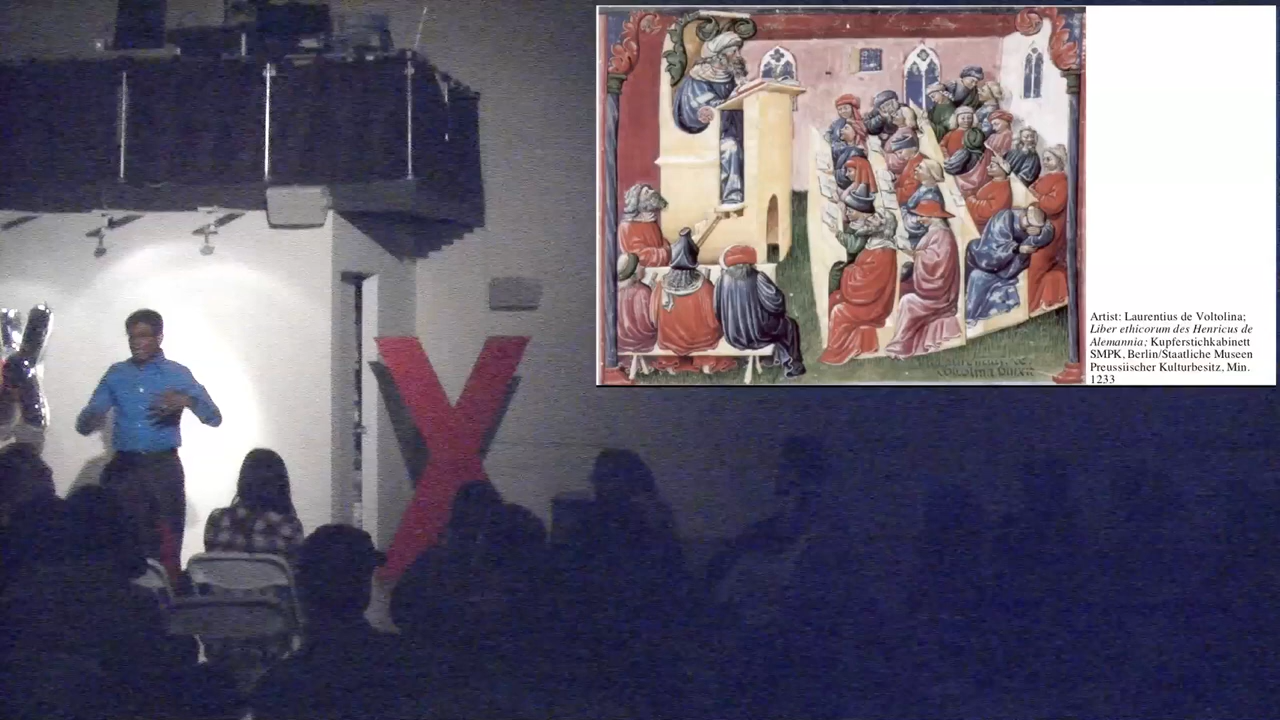 X
Artist: Laurentius de Voltolina;
Liber ethicorum des Henricus de
Alemannia; Kupferstichkabinett
SMPK, Berlin/Staatliche Museen
Preussiischer Kulturbesitz, Min.
1233